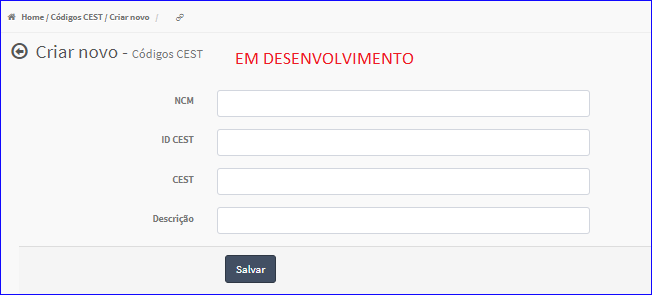 Home / Códigos CEST / Criar novo /
Criar novo - Códigos CEST EM DESENVOLVIMENTO
NCM
ID CEST
CEST
Descrição
Salvar